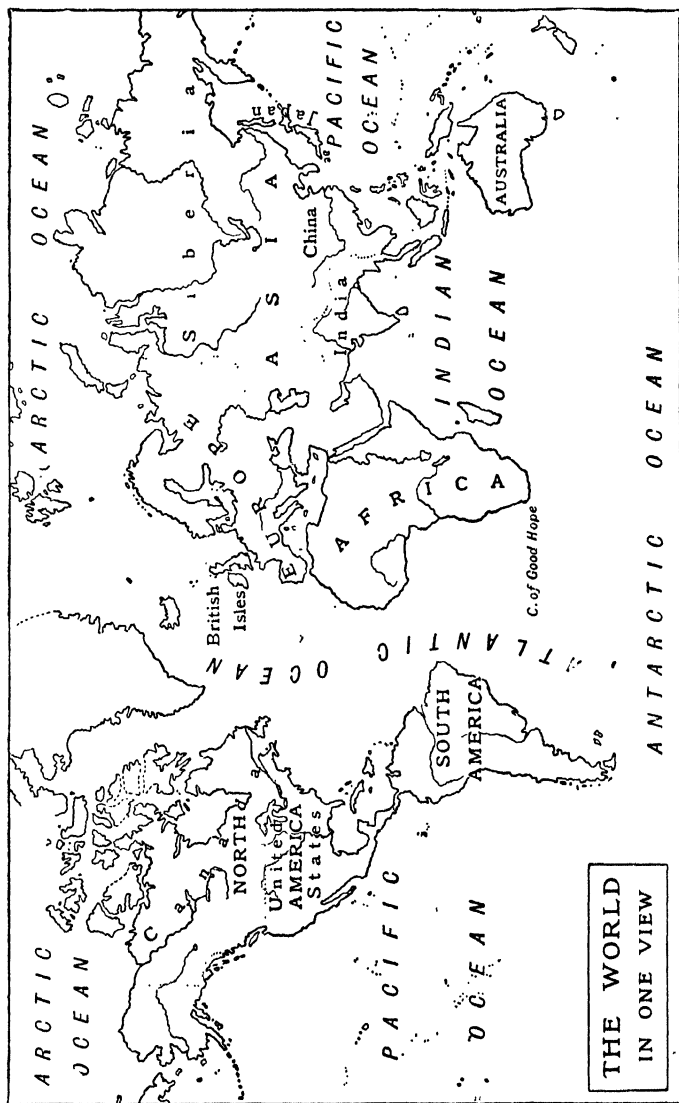 ARCTIC
OCEAN
ARCTIC OCEAN
Canada
NORTH
United
AMERICA
States
British
Isles
EUROPE
Siberia
ASIA
Japan
China
India
PACIFIC
OCEAN
PACIFIC
OCEAN
ATLANTIC OCEAN
AFRICA
SOUTH
AMERICA
INDIAN
OCEAN
AUSTRALIA
C. of Good Hope
ANTARCTIC OCEAN
THE WORLD
IN ONE VIEW